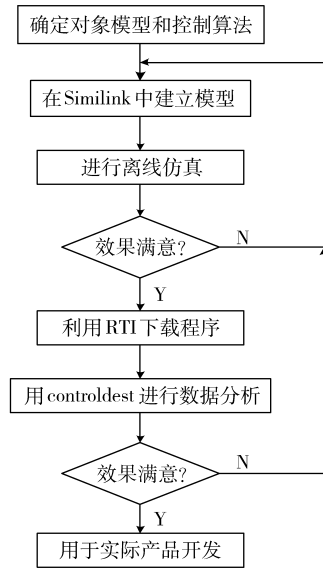 确定对象模型和控制算法
在Similink中建立模型
进行离线仿真
效果满意?
N
Y
利用RTI下载程序
用controldest进行数据分析
效果满意?
N
Y
用于实际产品开发